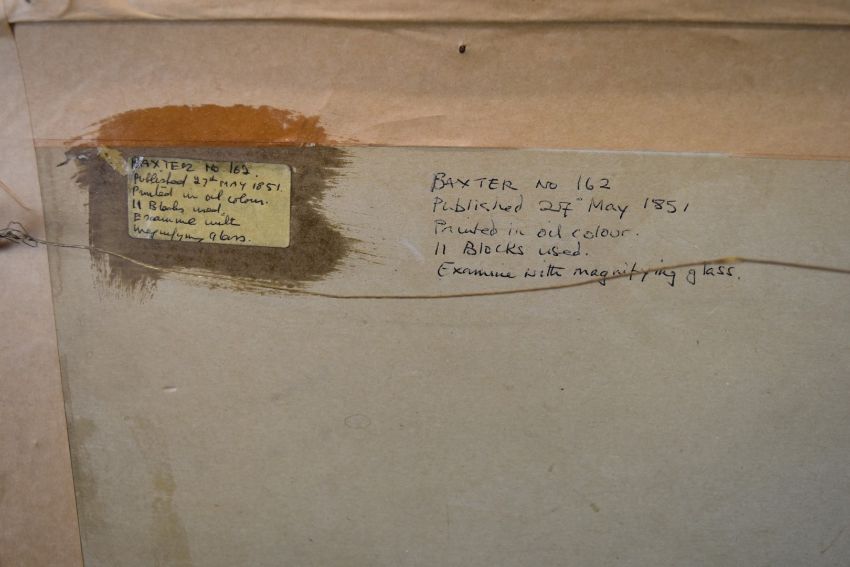 BAXTER No 162.
Published 27th MAY 1851.
Printed in oil colour.
11 Blocks used.
Examine with
magnifying glass.
BAXTER No 162
Published 27th May 1851
Printed in oil colour.
11 BLOCKS used.
Examine with magnifying glass.